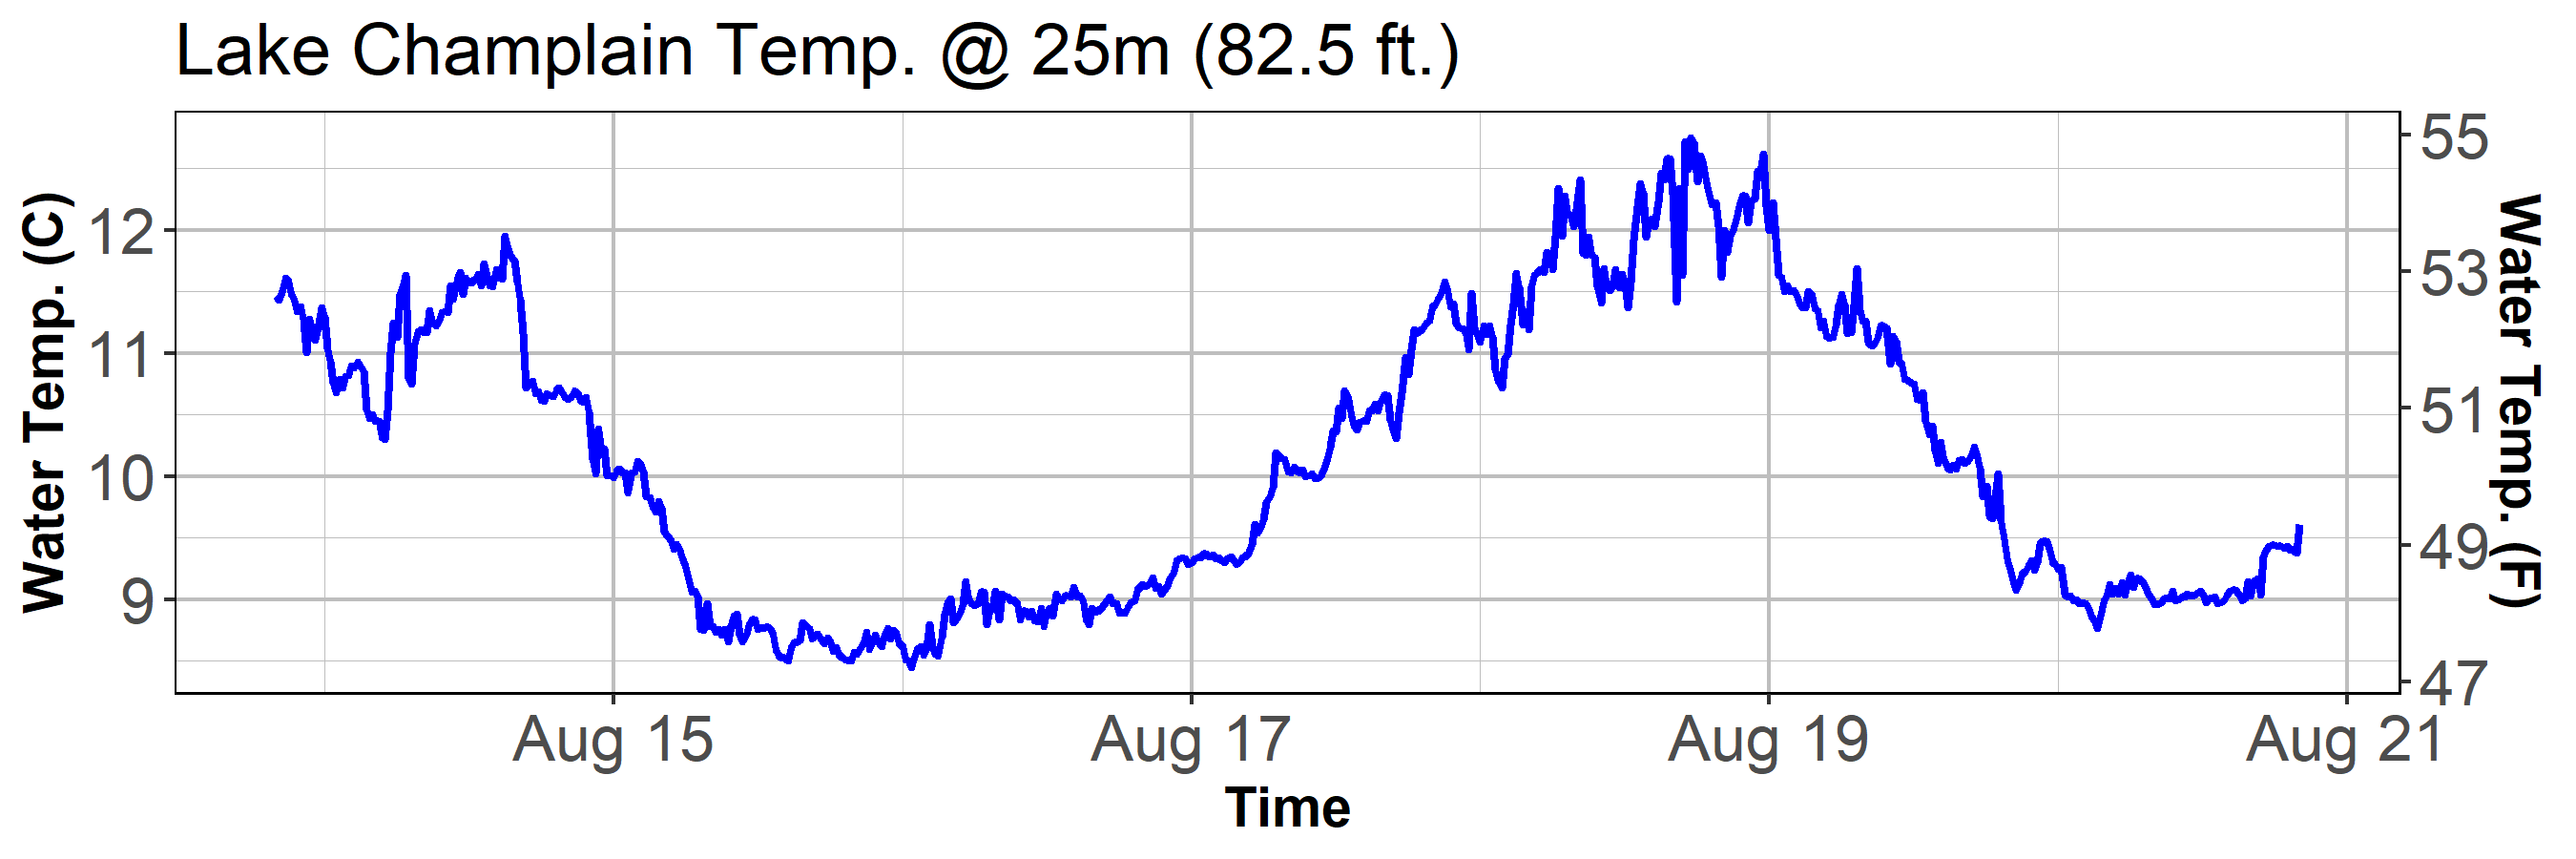 Lake Champlain Temp. @ 25m (82.5 ft.)
Water Temp. (C)
12
11
10
9
55
53
51
49
47
Water Temp. (F)
Aug 15
Aug 17
Aug 19
Aug 21
Time